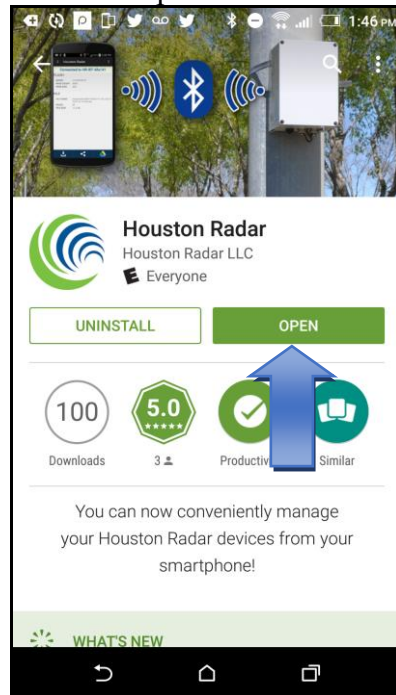 1:46 PM
Houston Radar
Houston Radar LLC
E Everyone
UNINSTALL
OPEN
100
5.0
Downloads
3
Productiv
Similar
You can now conveniently manage
your Houston Radar devices from your
smartphone!
WHAT'S NEW